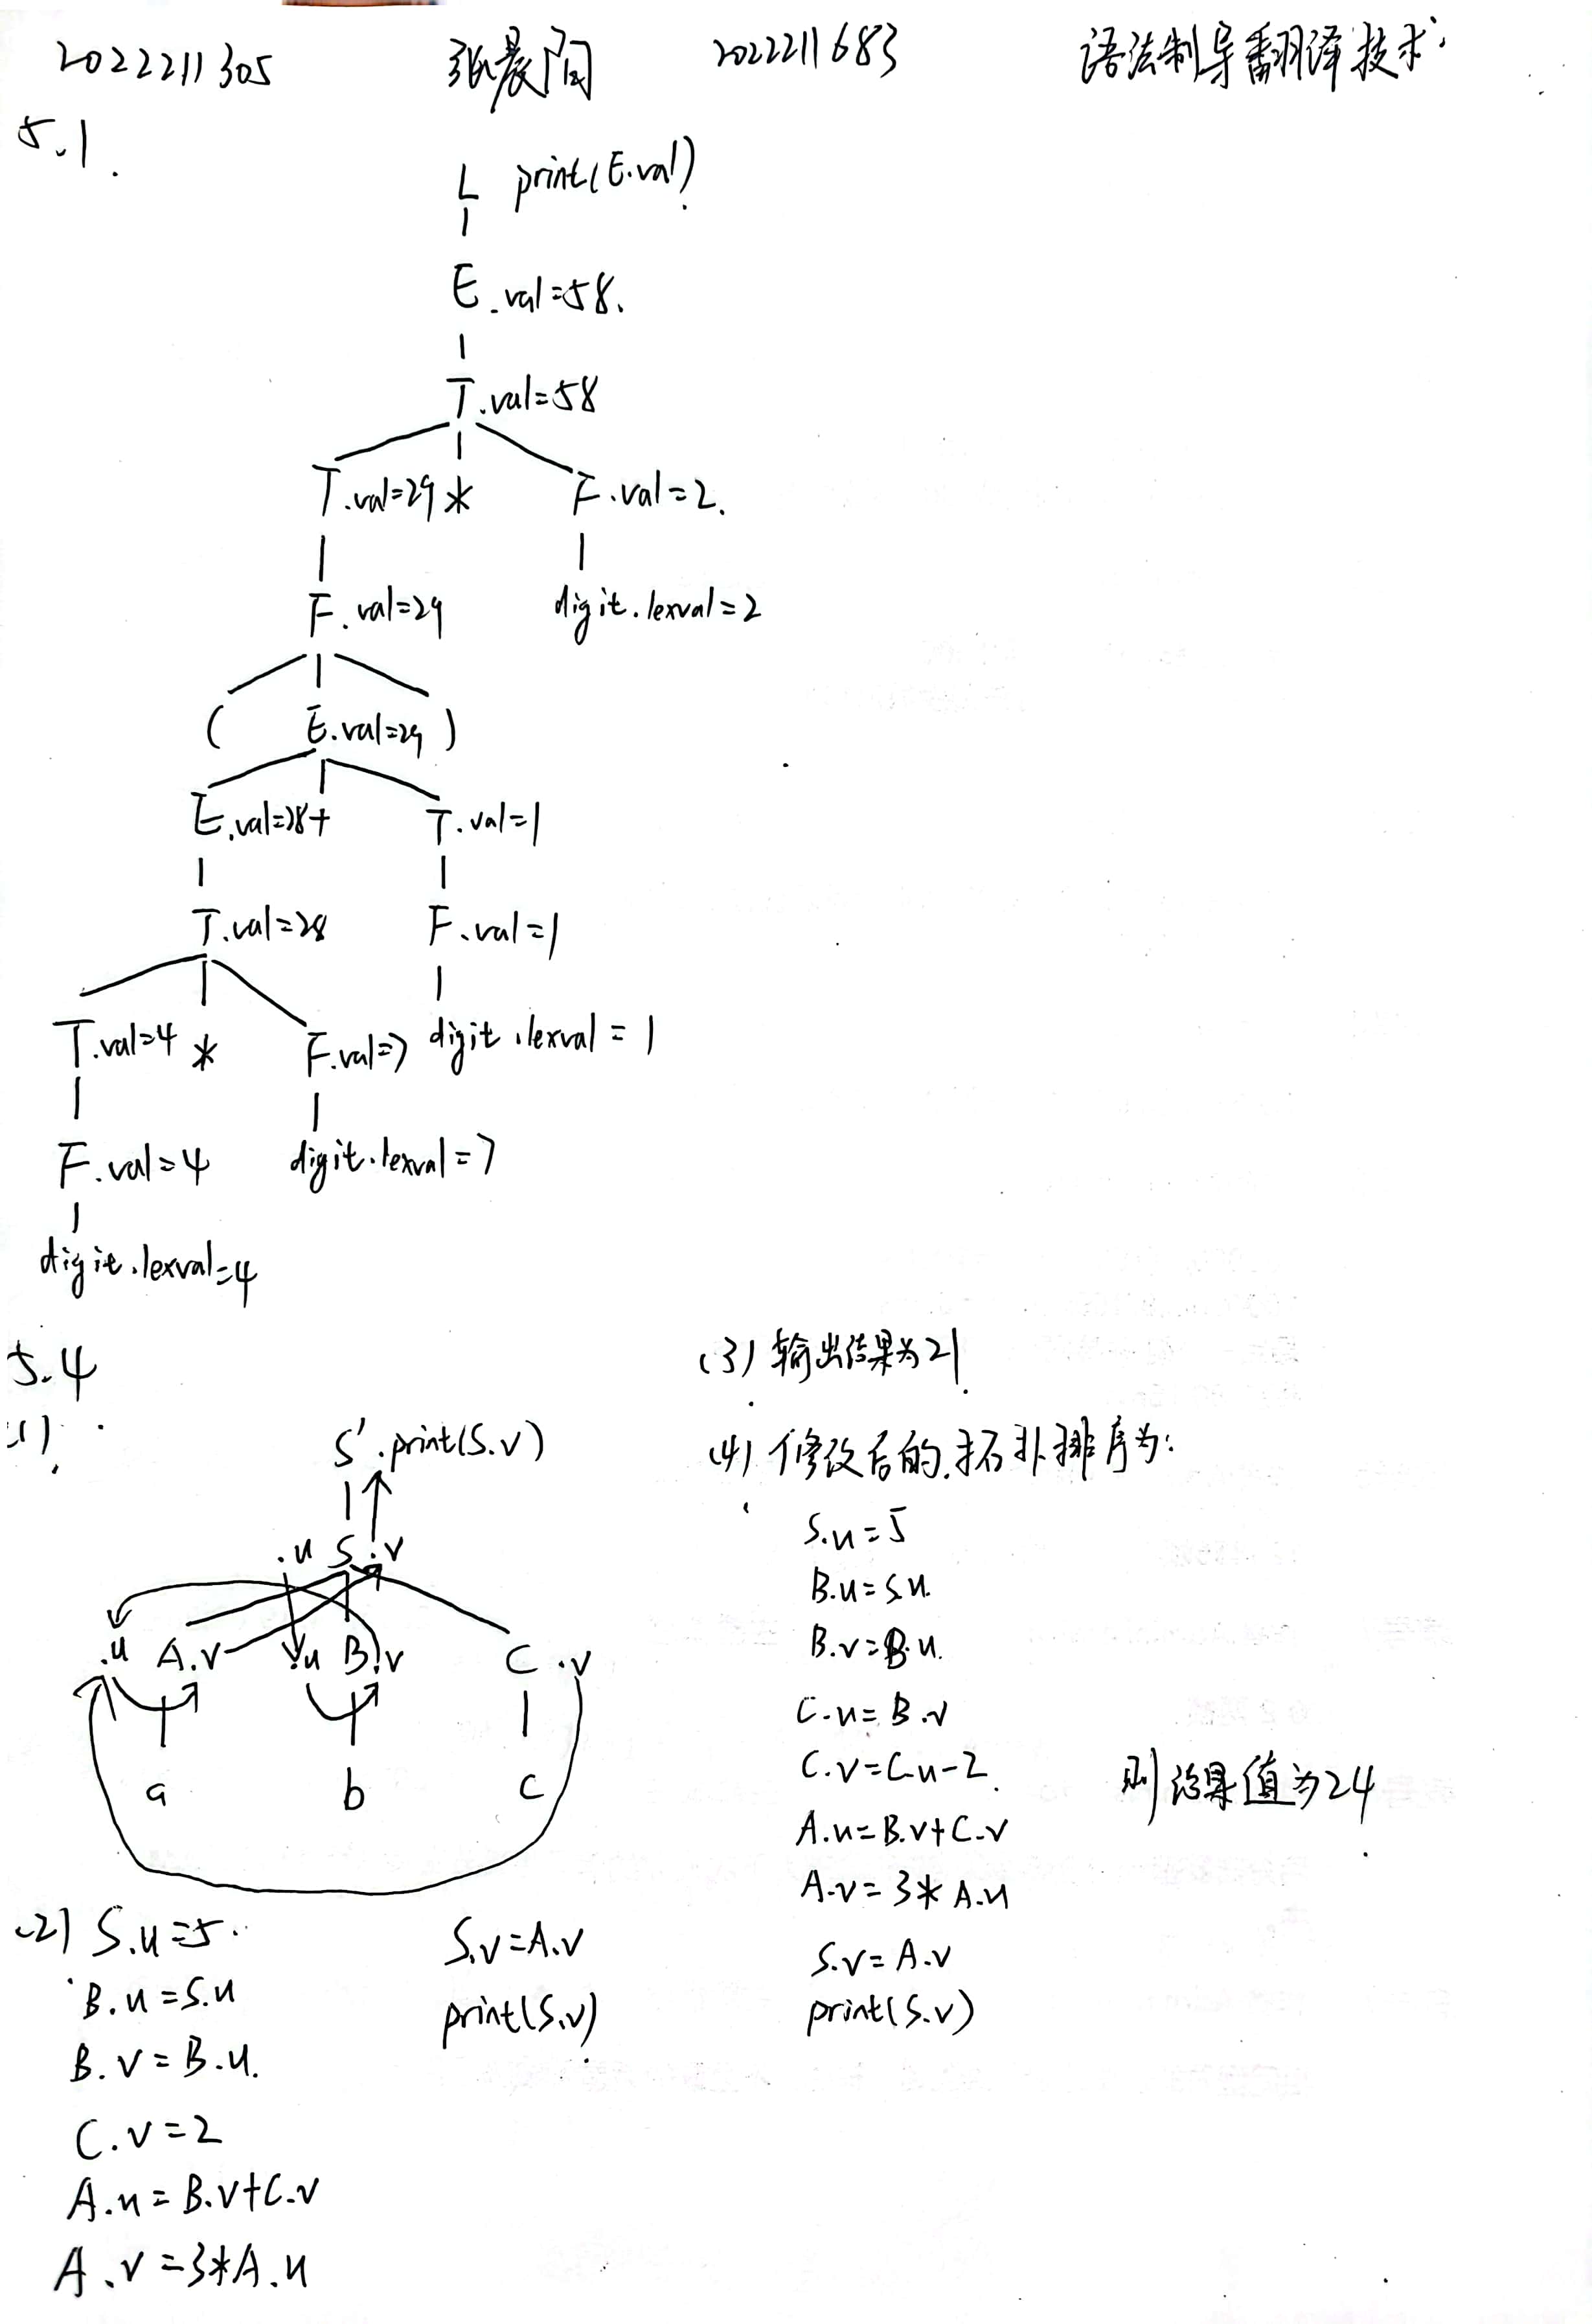 2022211305 张晨阳 2022211683 语法制导翻译技术
5.1
L print(E.val)
E.val=58
T.val=58
T.val=29 * F.val=2
F.val=29 digit.lexval=2
( E.val=29 )
E.val=28 + T.val=1
T.val=28 F.val=1
T.val=4 * F.val=7 digit.lexval=1
F.val=4 digit.lexval=7
digit.lexval=4
5.4
(1)
S'.print(S.v)
.u S .v
.u A.v .u B.v C .v
a b c
(2) S.u=5
B.u=S.u
B.v=B.u
C.v=2
A.u=B.v+C.v
A.v=3*A.u
S.v=A.v
print(S.v)
(3) 输出结果为21
(4) 修改后的拓扑排序为:
S.u=5
B.u=S.u
B.v=B.u
C.u=B.v
C.v=C.u-2
A.u=B.v+C.v
A.v=3*A.u
S.v=A.v
print(S.v)
则结果值为24